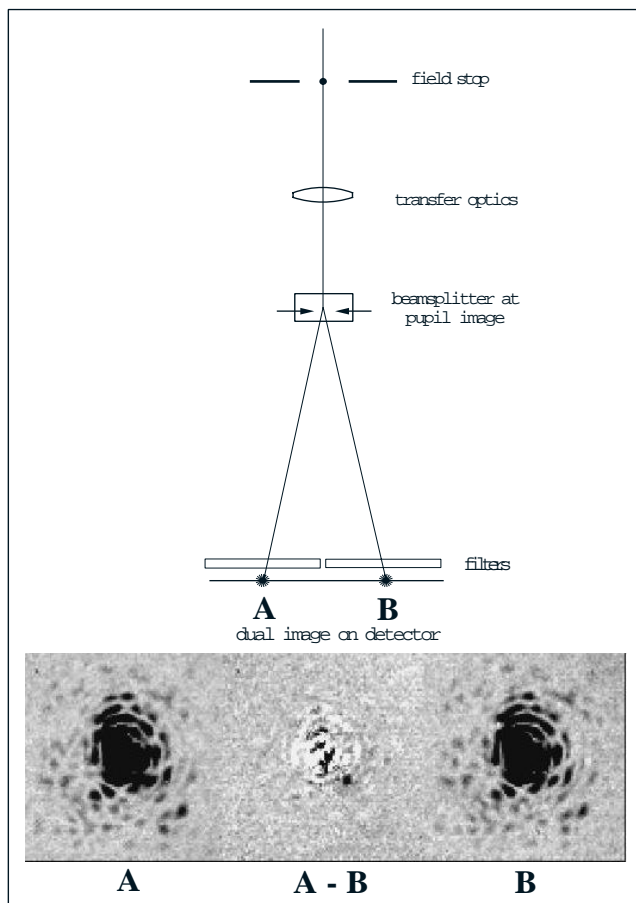 field stop
transfer optics
beamsplitter at
pupil image
filters
A B
dual image on detector
A A - B B